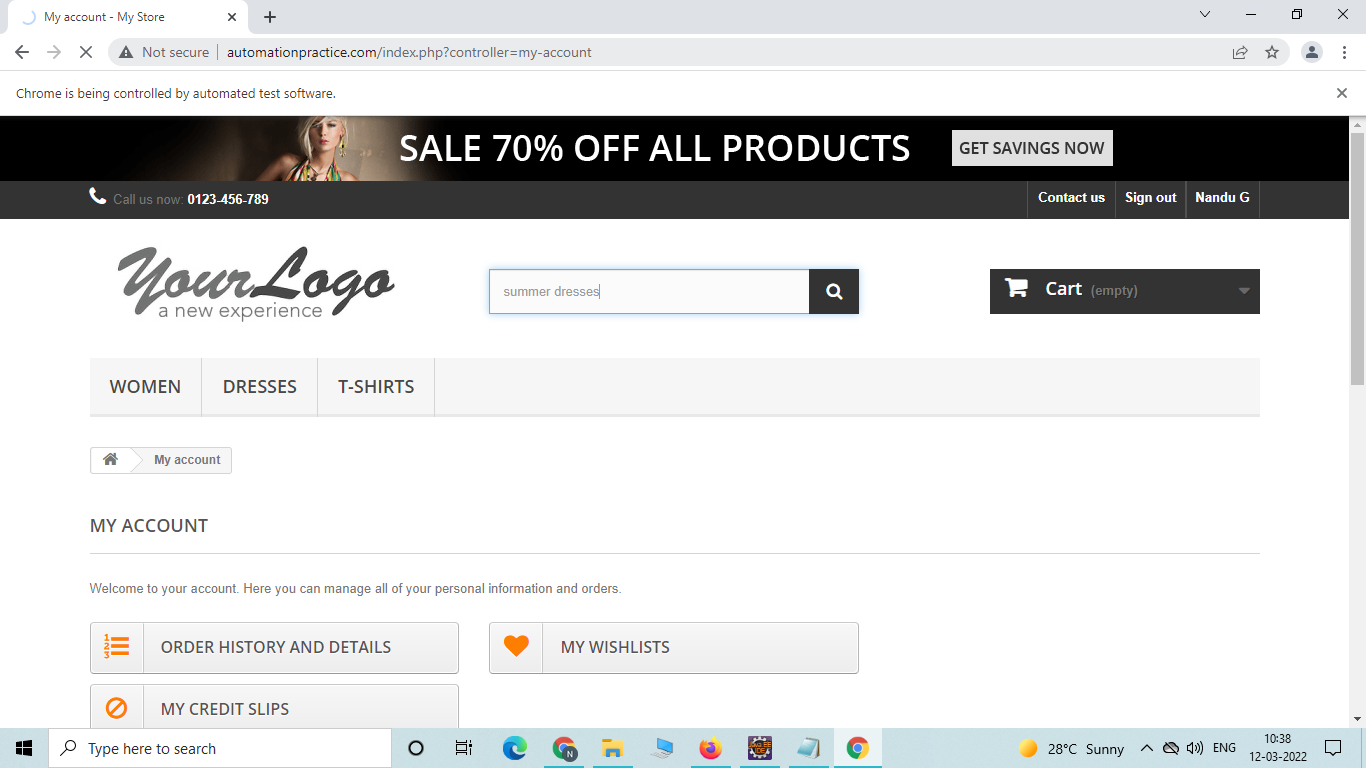 My account - My Store
Not secure automationpractice.com/index.php?controller=my-account
Chrome is being controlled by automated test software.
SALE 70% OFF ALL PRODUCTS GET SAVINGS NOW
Call us now: 0123-456-789 Contact us Sign out Nandu G
YourLogo
a new experience
summer dresses
Cart (empty)
WOMEN DRESSES T-SHIRTS
My account
MY ACCOUNT
Welcome to your account. Here you can manage all of your personal information and orders.
ORDER HISTORY AND DETAILS MY WISHLISTS
MY CREDIT SLIPS
Type here to search
28°C Sunny ENG
10:38
12-03-2022